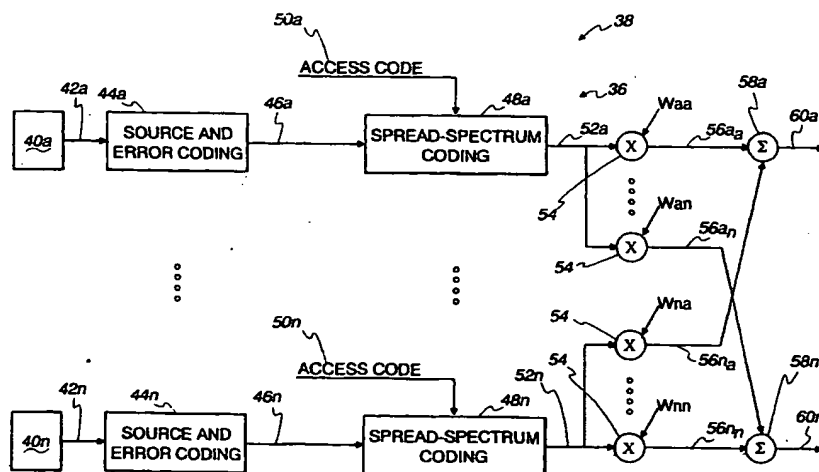 50a
38
ACCESS CODE
36
58a
42a
44a
46a
48a
52a
Waa
56aa
60a
40a
SOURCE AND
ERROR CODING
SPREAD-SPECTRUM
CODING
X
Σ
54
Wan
56an
X
54
50n
54
Wna
ACCESS CODE
X
52n
54
56na
58n
42n
44n
46n
48n
Wnn
56nn
60n
40n
SOURCE AND
ERROR CODING
SPREAD-SPECTRUM
CODING
X
Σ